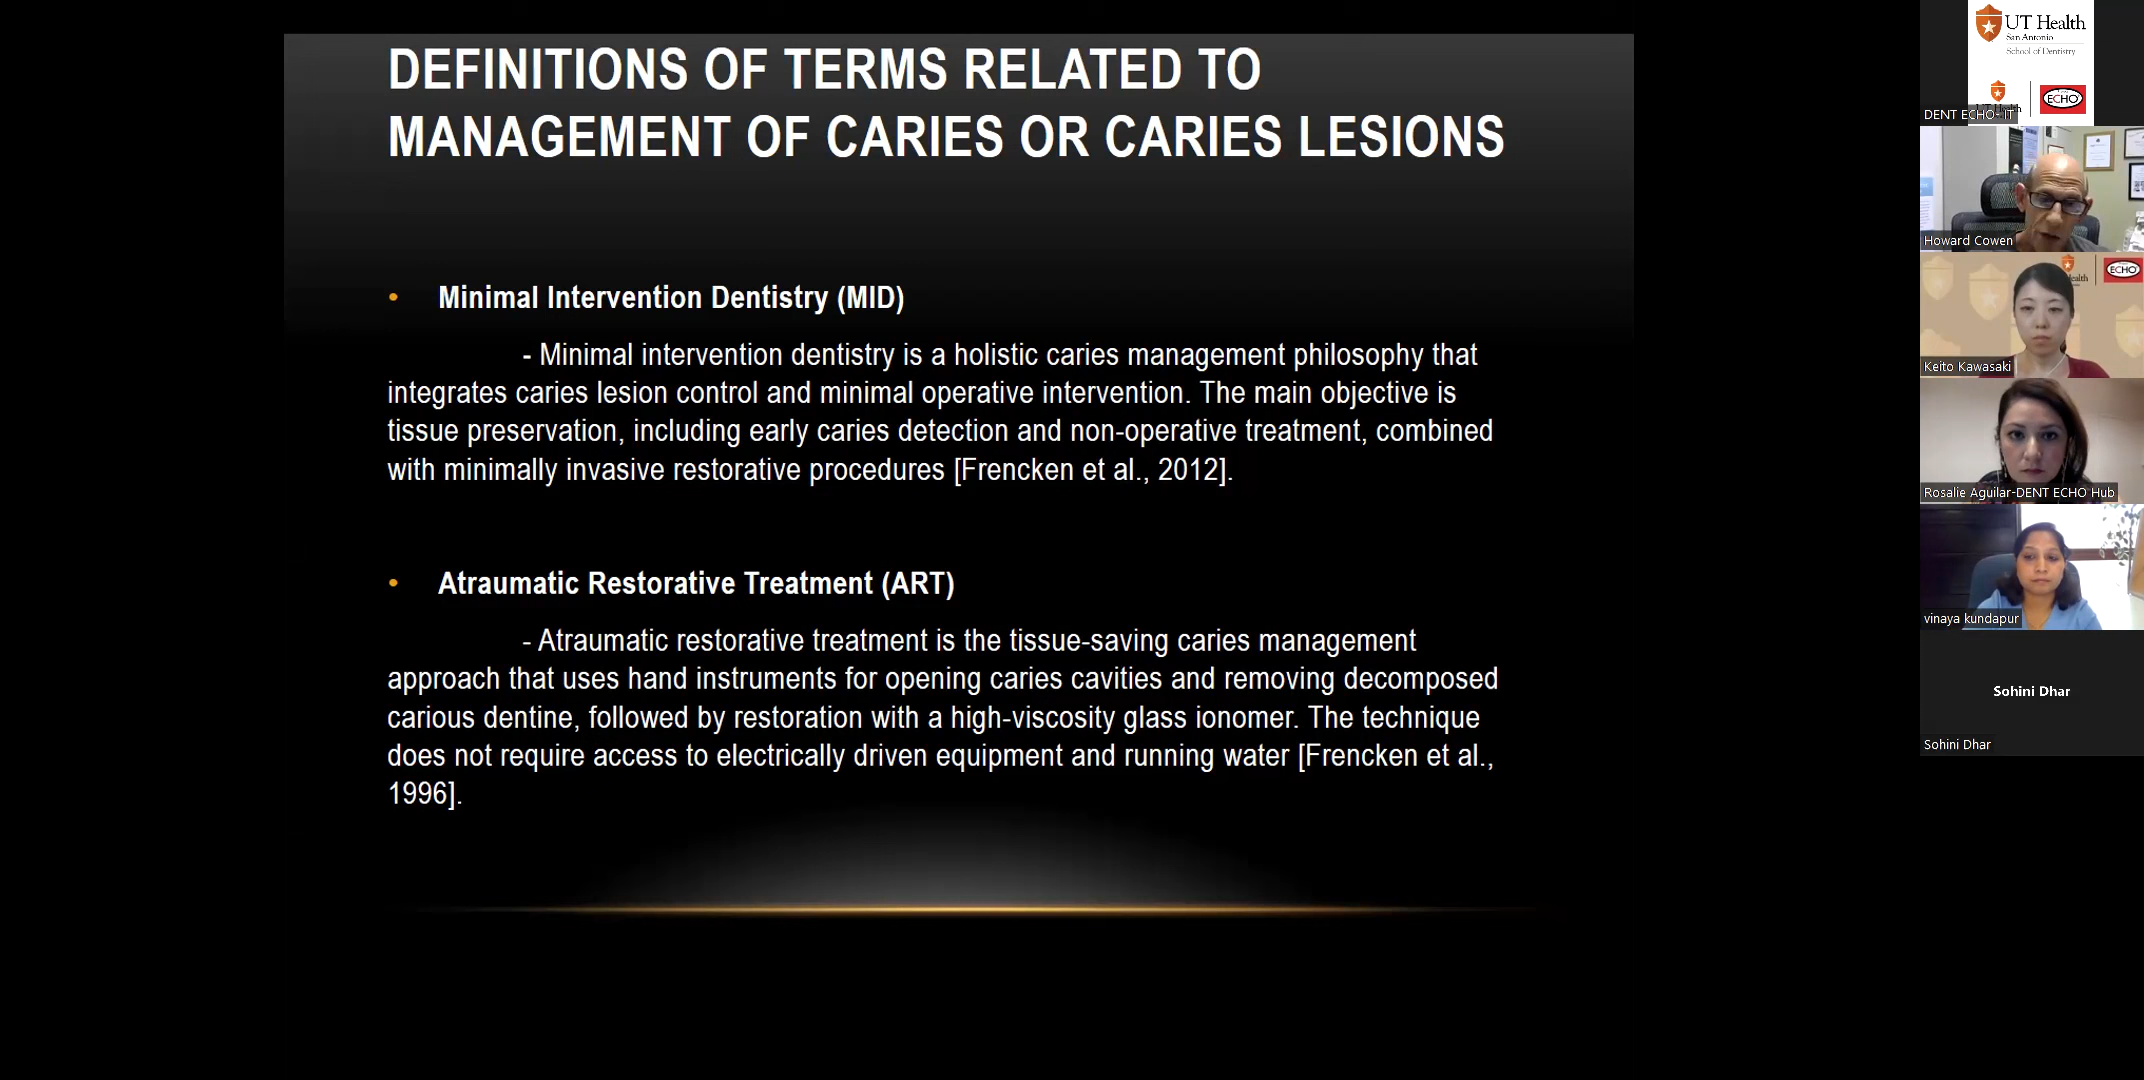 DEFINITIONS OF TERMS RELATED TO
MANAGEMENT OF CARIES OR CARIES LESIONS
• Minimal Intervention Dentistry (MID)
- Minimal intervention dentistry is a holistic caries management philosophy that
integrates caries lesion control and minimal operative intervention. The main objective is
tissue preservation, including early caries detection and non-operative treatment, combined
with minimally invasive restorative procedures [Frencken et al., 2012].
• Atraumatic Restorative Treatment (ART)
- Atraumatic restorative treatment is the tissue-saving caries management
approach that uses hand instruments for opening caries cavities and removing decomposed
carious dentine, followed by restoration with a high-viscosity glass ionomer. The technique
does not require access to electrically driven equipment and running water [Frencken et al.,
1996].
UT Health
San Antonio
School of Dentistry
ECHO
DENT ECHO- IT
Howard Cowen
Health
ECHO
Keito Kawasaki
Rosalie Aguilar-DENT ECHO Hub
vinaya kundapur
Sohini Dhar
Sohini Dhar